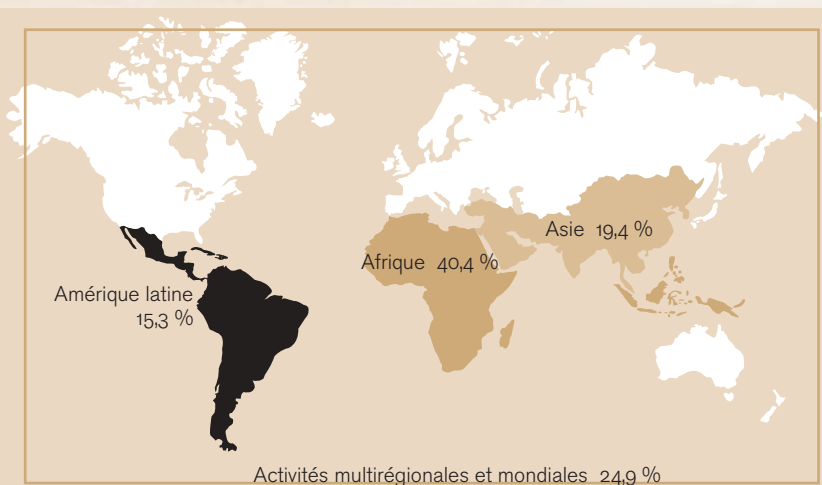 Asie 19,4 %
Afrique 40,4 %
Amérique latine
15,3 %
Activités multirégionales et mondiales 24,9 %